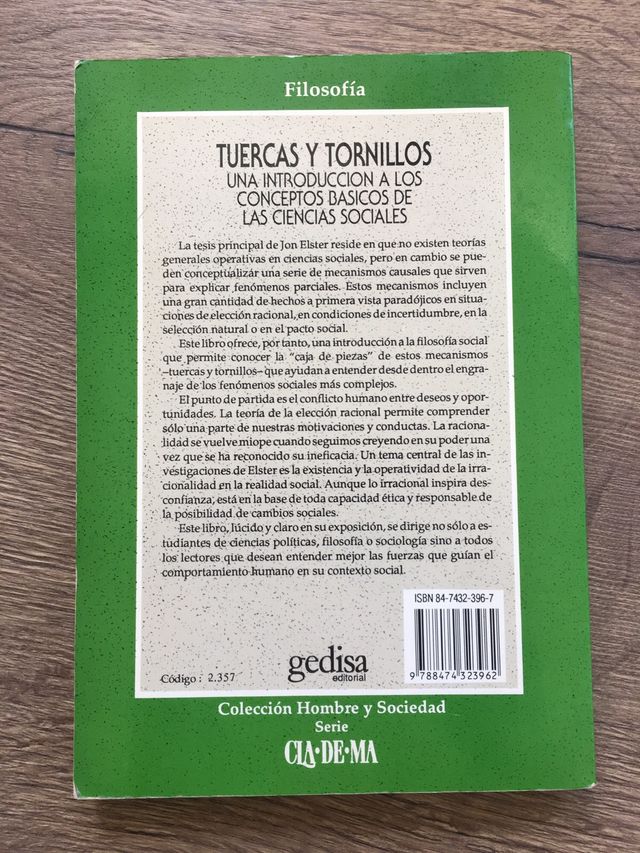 Filosofía
TUERCAS Y TORNILLOS
UNA INTRODUCCION A LOS
CONCEPTOS BASICOS DE
LAS CIENCIAS SOCIALES
La tesis principal de Jon Elster reside en que no existen teorías
generales operativas en ciencias sociales, pero en cambio se pue-
den conceptualizar una serie de mecanismos causales que sirven
para explicar fenómenos parciales. Estos mecanismos incluyen
una gran cantidad de hechos a primera vista paradójicos en situa-
ciones de elección racional, en condiciones de incertidumbre, en la
selección natural o en el pacto social.
Este libro ofrece, por tanto, una introducción a la filosofía social
que permite conocer la "caja de piezas" de estos mecanismos
–tuercas y tornillos– que ayudan a entender desde dentro el engra-
naje de los fenómenos sociales más complejos.
El punto de partida es el conflicto humano entre deseos y opor-
tunidades. La teoría de la elección racional permite comprender
sólo una parte de nuestras motivaciones y conductas. La raciona-
lidad se vuelve miope cuando seguimos creyendo en su poder una
vez que se ha reconocido su ineficacia. Un tema central de las in-
vestigaciones de Elster es la existencia y la operatividad de la irra-
cionalidad en la realidad social. Aunque lo irracional inspira des-
confianza, está en la base de toda capacidad ética y responsable de
la posibilidad de cambios sociales.
Este libro, lúcido y claro en su exposición, se dirige no sólo a es-
tudiantes de ciencias políticas, filosofía o sociología sino a todos
los lectores que desean entender mejor las fuerzas que guían el
comportamiento humano en su contexto social.
ISBN 84-7432-396-7
9 788474 323962
Código: 2.357
gedisa
editorial
Colección Hombre y Sociedad
Serie
CLA•DE•MA